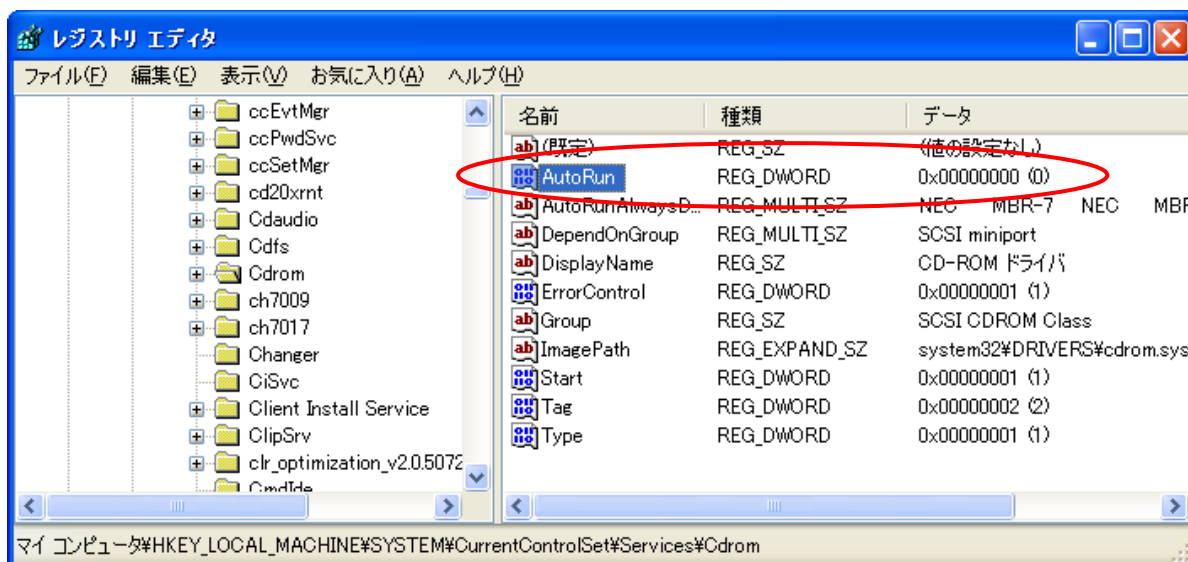 レジストリ エディタ
ファイル(F) 編集(E) 表示(V) お気に入り(A) ヘルプ(H)
ccEvtMgr
ccPwdSvc
ccSetMgr
cd20xrnt
Cdaudio
Cdfs
Cdrom
ch7009
ch7017
Changer
CiSvc
Client Install Service
ClipSrv
clr_optimization_v2.0.5072
CmdIde
名前 種類 データ
(既定) REG_SZ (値の設定なし)
AutoRun REG_DWORD 0x00000000 (0)
AutoRunAlwaysD... REG_MULTI_SZ NEC MBR-7 NEC MBR
DependOnGroup REG_MULTI_SZ SCSI miniport
DisplayName REG_SZ CD-ROM ドライバ
ErrorControl REG_DWORD 0x00000001 (1)
Group REG_SZ SCSI CDROM Class
ImagePath REG_EXPAND_SZ system32¥DRIVERS¥cdrom.sys
Start REG_DWORD 0x00000001 (1)
Tag REG_DWORD 0x00000002 (2)
Type REG_DWORD 0x00000001 (1)
マイ コンピュータ¥HKEY_LOCAL_MACHINE¥SYSTEM¥CurrentControlSet¥Services¥Cdrom